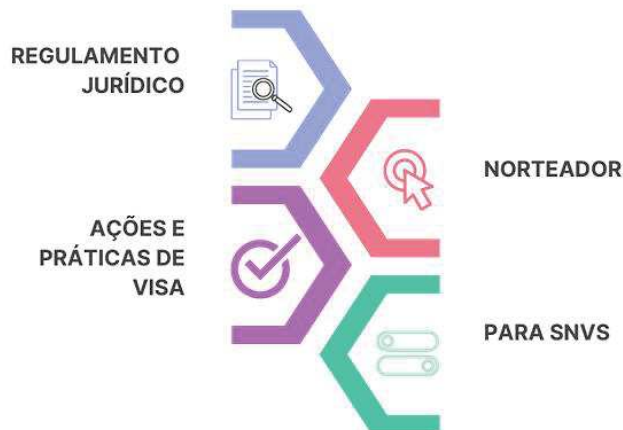 REGULAMENTO
JURÍDICO
NORTEADOR
AÇÕES E
PRÁTICAS DE
VISA
PARA SNVS